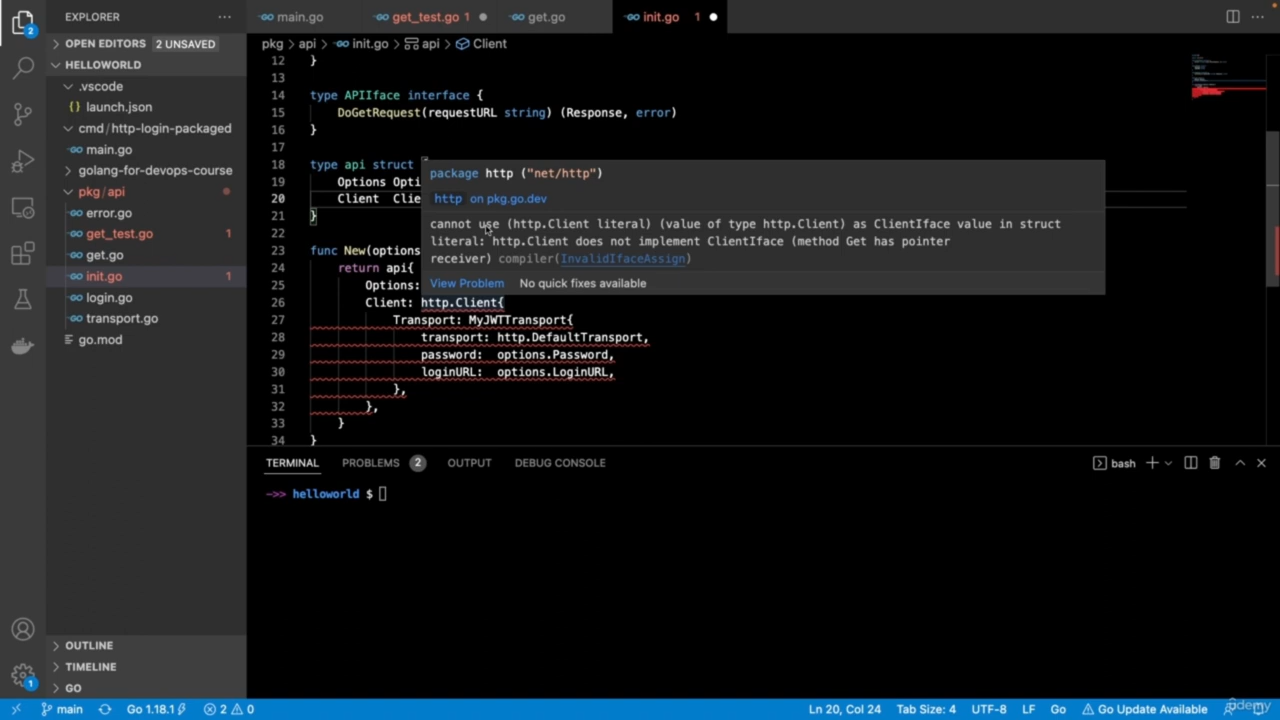 EXPLORER
main.go
get_test.go 1
get.go
init.go 1
OPEN EDITORS 2 UNSAVED
HELLOWORLD
.vscode
{} launch.json
cmd/http-login-packaged
main.go
golang-for-devops-course
pkg/api
error.go
get_test.go 1
get.go
init.go 1
login.go
transport.go
go.mod
OUTLINE
TIMELINE
GO
pkg > api > init.go > api > Client
12 }
13
14 type APIIface interface {
15 DoGetRequest(requestURL string) (Response, error)
16 }
17
18 type api struct {
19 Options Opti
20 Client Clie
21 }
22
23 func New(options
24 return api{
25 Options:
26 Client: http.Client{
27 Transport: MyJWTTransport{
28 transport: http.DefaultTransport,
29 password: options.Password,
30 loginURL: options.LoginURL,
31 },
32 },
33 }
34 }
package http ("net/http")
http on pkg.go.dev
cannot use (http.Client literal) (value of type http.Client) as ClientIface value in struct
literal: http.Client does not implement ClientIface (method Get has pointer
receiver) compiler(InvalidIfaceAssign)
View Problem No quick fixes available
TERMINAL PROBLEMS 2 OUTPUT DEBUG CONSOLE
bash
->> helloworld $
2
1
main Go 1.18.1 2 0
Ln 20, Col 24 Tab Size: 4 UTF-8 LF Go Go Update Available
udemy